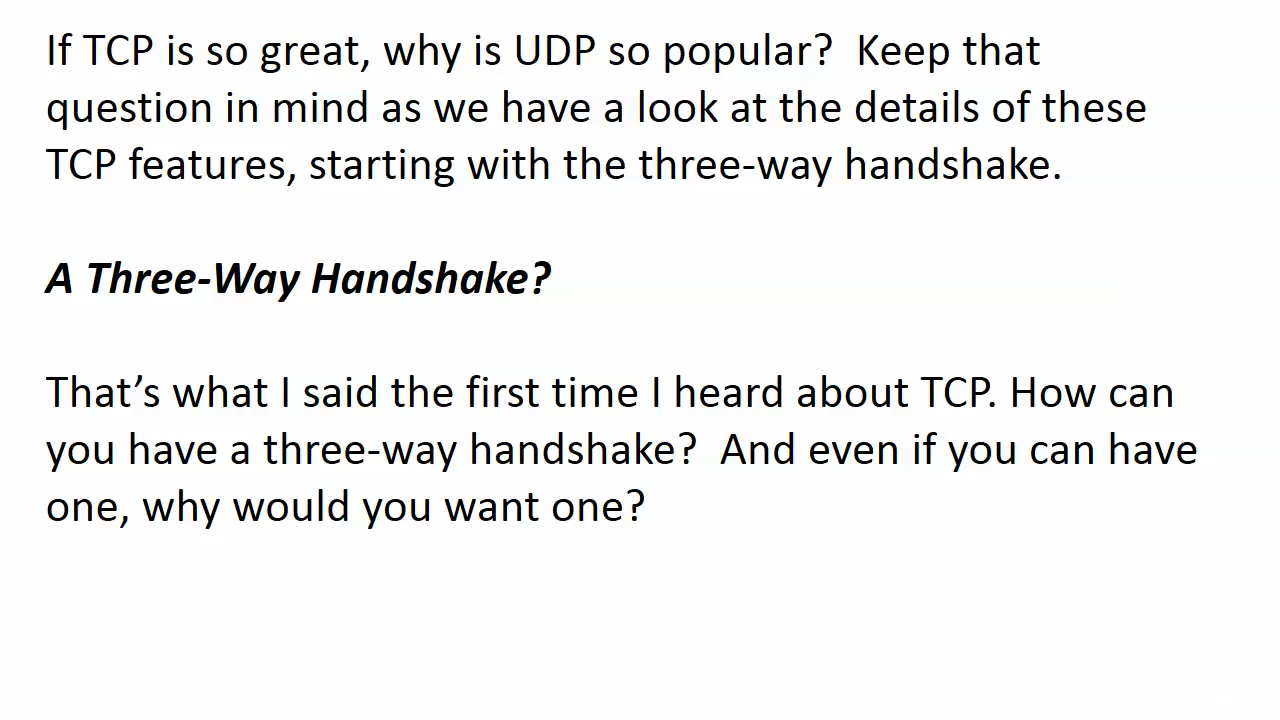 If TCP is so great, why is UDP so popular?  Keep that
question in mind as we have a look at the details of these
TCP features, starting with the three-way handshake.
A Three-Way Handshake?
That’s what I said the first time I heard about TCP. How can
you have a three-way handshake?  And even if you can have
one, why would you want one?